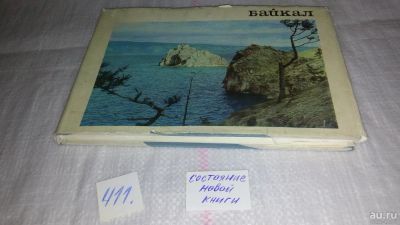 Байкал
411.
состояние
новой
книги
au.ru